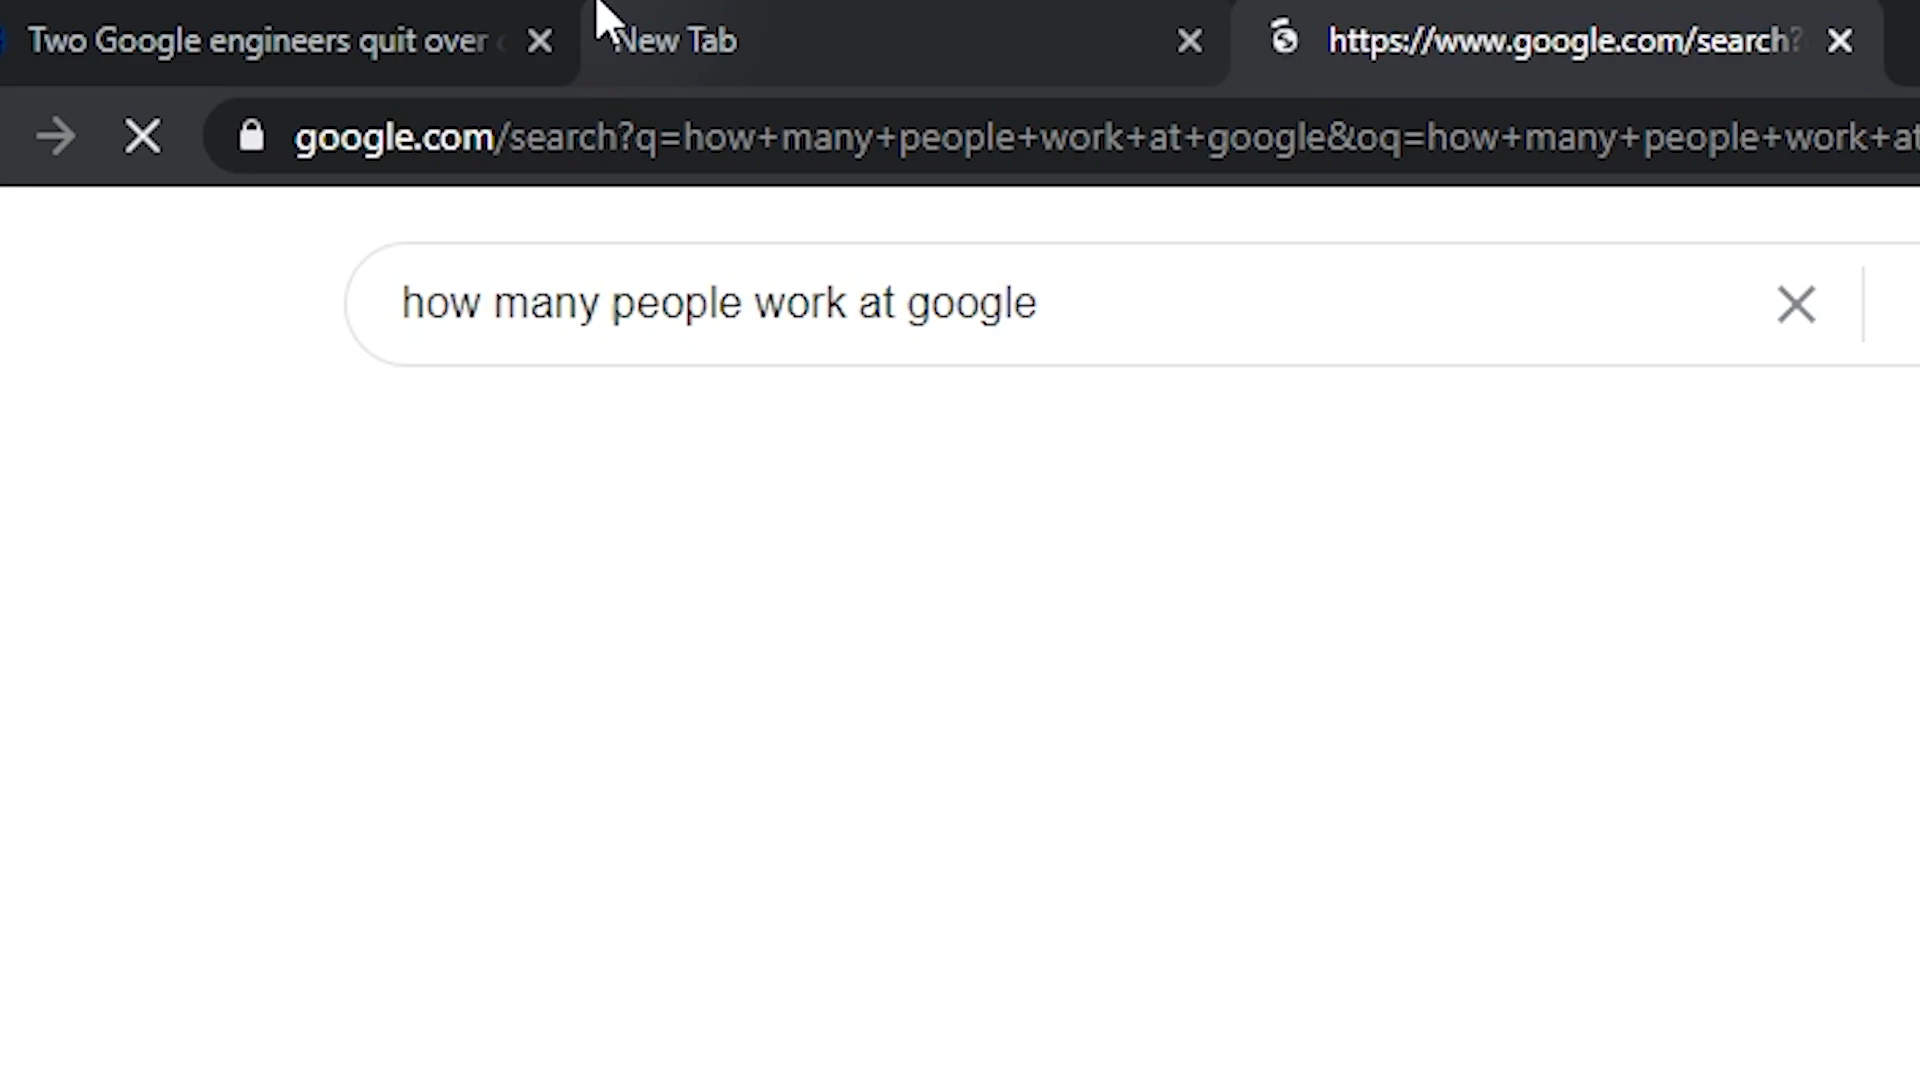 Two Google engineers quit over
New Tab
https://www.google.com/search?
google.com/search?q=how+many+people+work+at+google&oq=how+many+people+work+at
how many people work at google